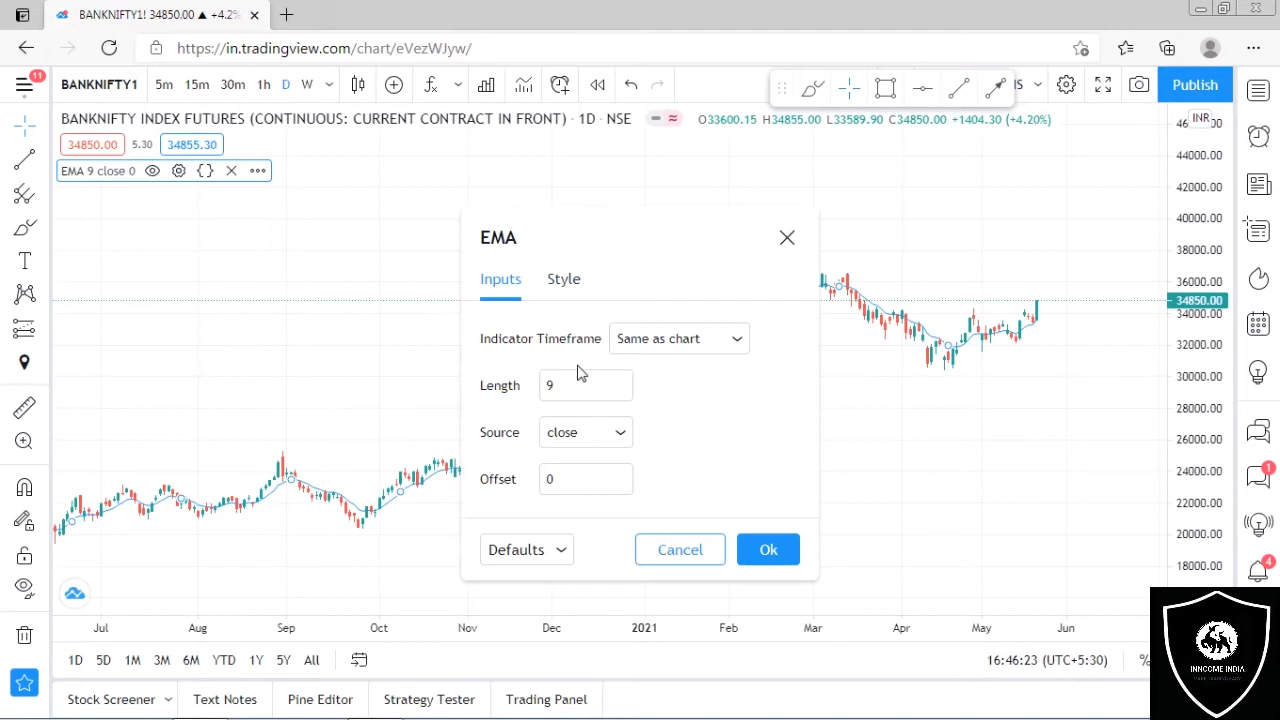 BANKNIFTY1! 34850.00 ▲ +4.2%
https://in.tradingview.com/chart/eVezWJyw/
11
BANKNIFTY1 5m 15m 30m 1h D W
Publish
BANKNIFTY INDEX FUTURES (CONTINUOUS: CURRENT CONTRACT IN FRONT) · 1D · NSE O33600.15 H34855.00 L33589.90 C34850.00 +1404.30 (+4.20%)
INR
34850.00 5.30 34855.30
EMA 9 close 0
44000.00
42000.00
40000.00
38000.00
36000.00
34850.00
34000.00
32000.00
30000.00
28000.00
26000.00
24000.00
22000.00
20000.00
18000.00
EMA
Inputs Style
Indicator Timeframe Same as chart
Length 9
Source close
Offset 0
Defaults Cancel Ok
1
4
Jul Aug Sep Oct Nov Dec 2021 Feb Mar Apr May Jun
1D 5D 1M 3M 6M YTD 1Y 5Y All 16:46:23 (UTC+5:30) %
Stock Screener Text Notes Pine Editor Strategy Tester Trading Panel
INNCOME INDIA